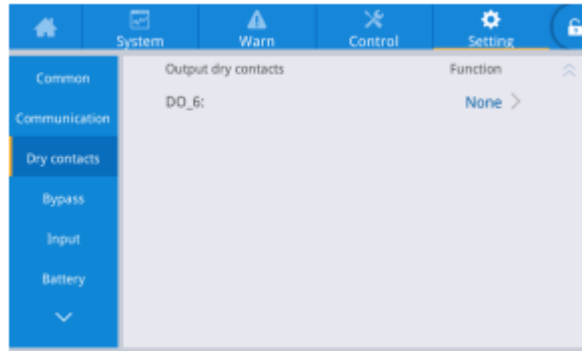 System Warn Control Setting
Common
Communication
Dry contacts
Bypass
Input
Battery
Output dry contacts Function
DO_6: None